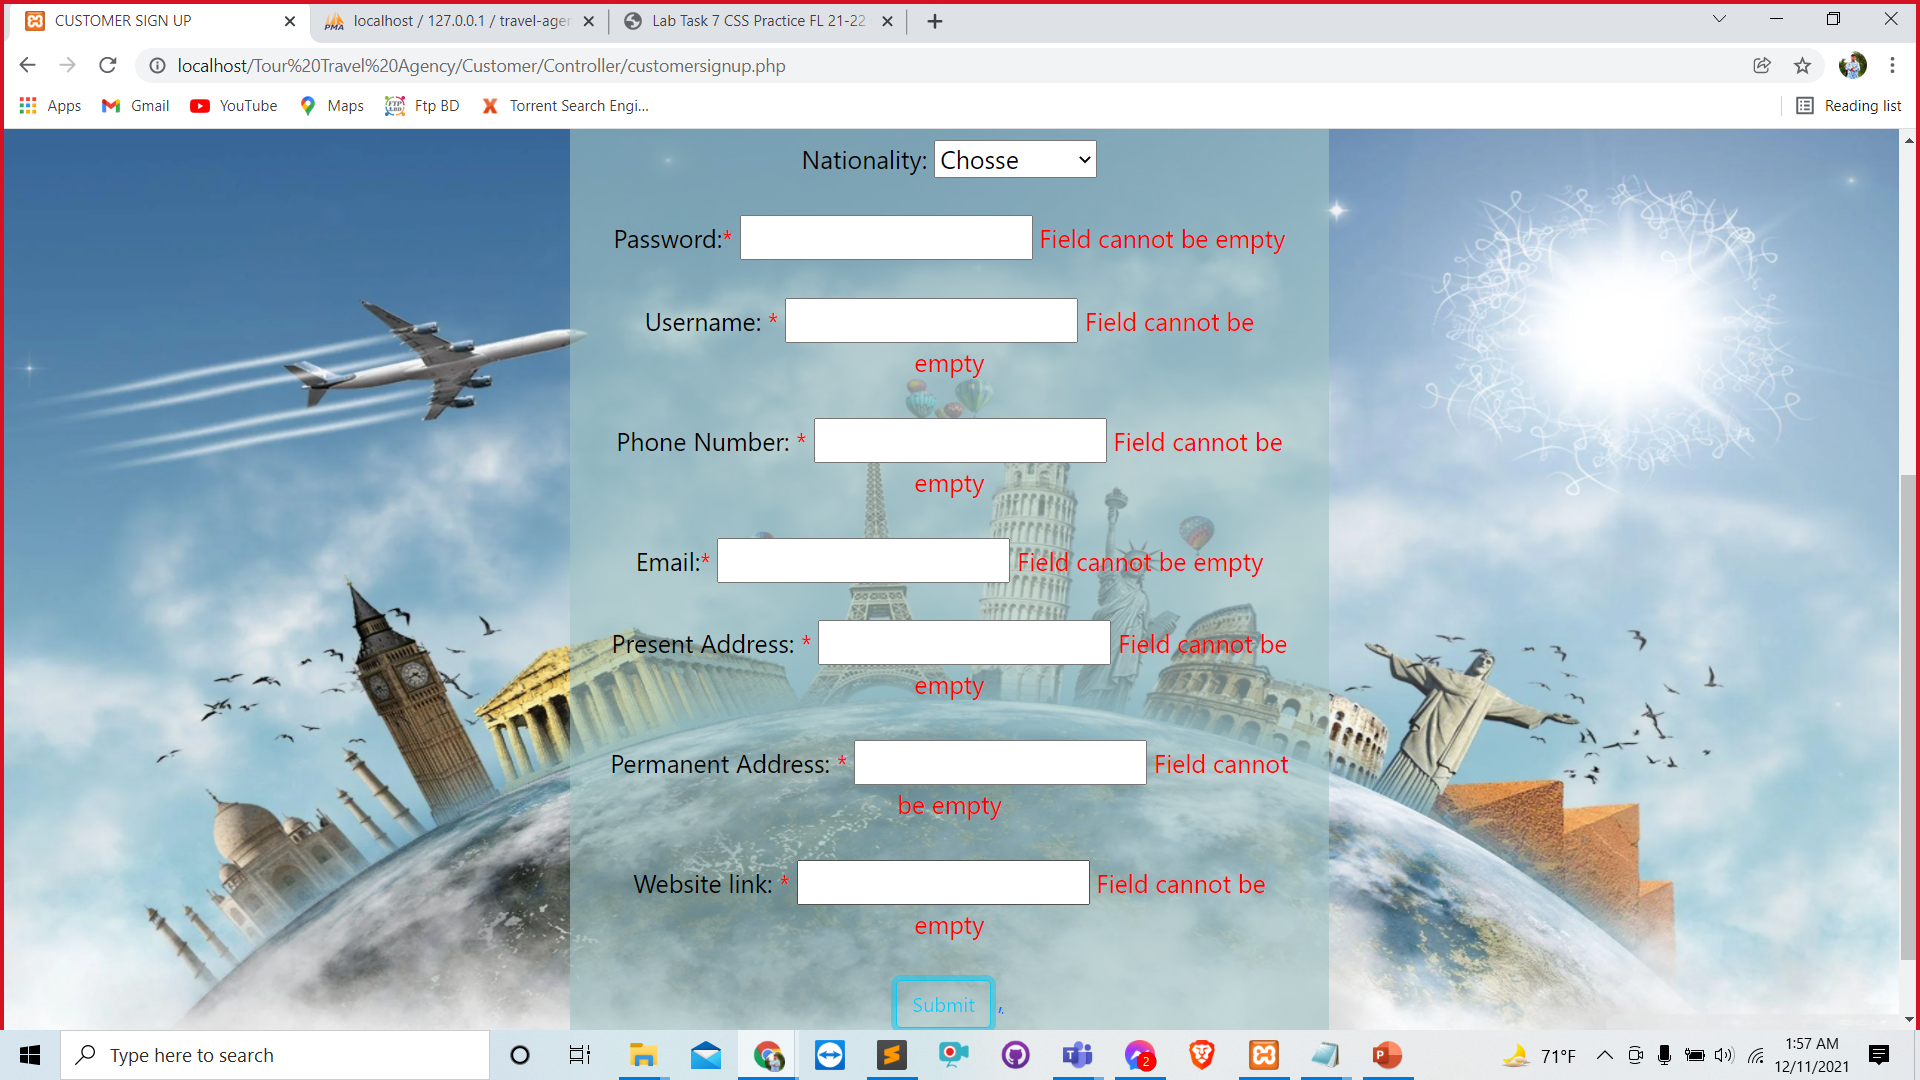 CUSTOMER SIGN UP
localhost / 127.0.0.1 / travel-agen
Lab Task 7 CSS Practice FL 21-22
localhost/Tour%20Travel%20Agency/Customer/Controller/customersignup.php
Apps
Gmail
YouTube
Maps
Ftp BD
Torrent Search Engi...
Reading list
Nationality: Chosse
Password:* Field cannot be empty
Username: * Field cannot be
empty
Phone Number: * Field cannot be
empty
Email:* Field cannot be empty
Present Address: * Field cannot be
empty
Permanent Address: * Field cannot
be empty
Website link: * Field cannot be
empty
Submit
Type here to search
2
71°F
1:57 AM
12/11/2021